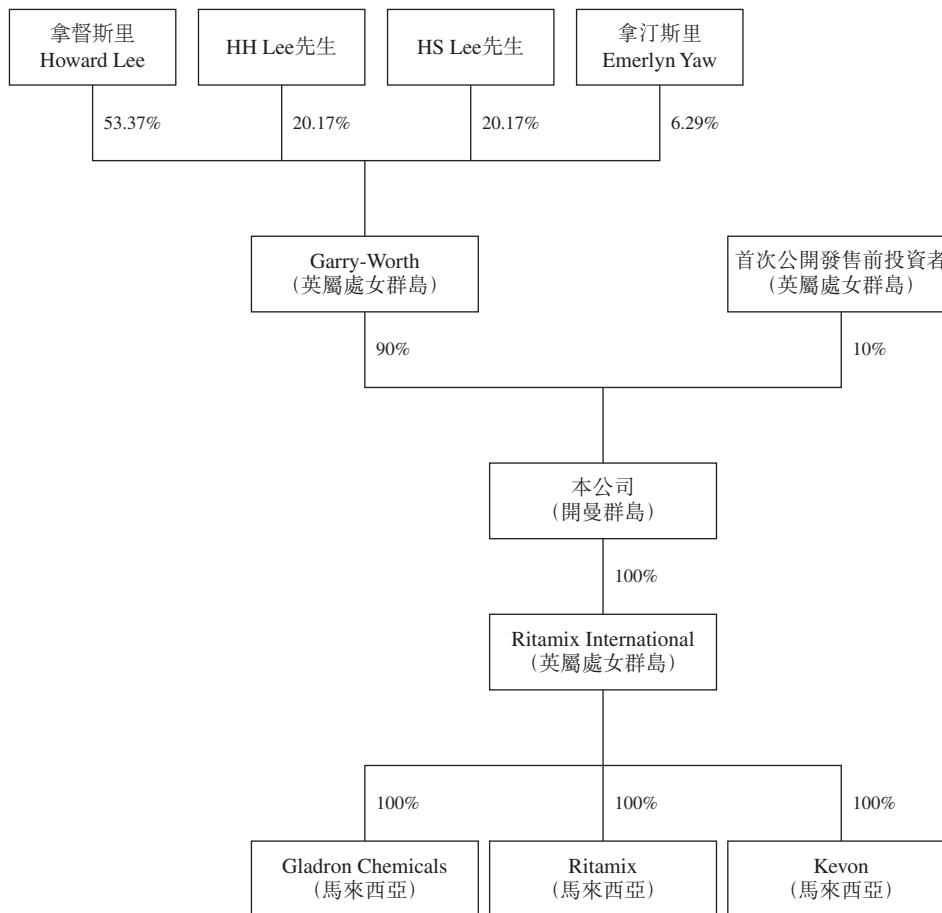 拿督斯里
Howard Lee
HH Lee先生
HS Lee先生
拿汀斯里
Emerlyn Yaw
53.37%
20.17%
20.17%
6.29%
Garry-Worth
（英屬處女群島）
首次公開發售前投資者
（英屬處女群島）
90%
10%
本公司
（開曼群島）
100%
Ritamix International
（英屬處女群島）
100%
100%
100%
Gladron Chemicals
（馬來西亞）
Ritamix
（馬來西亞）
Kevon
（馬來西亞）